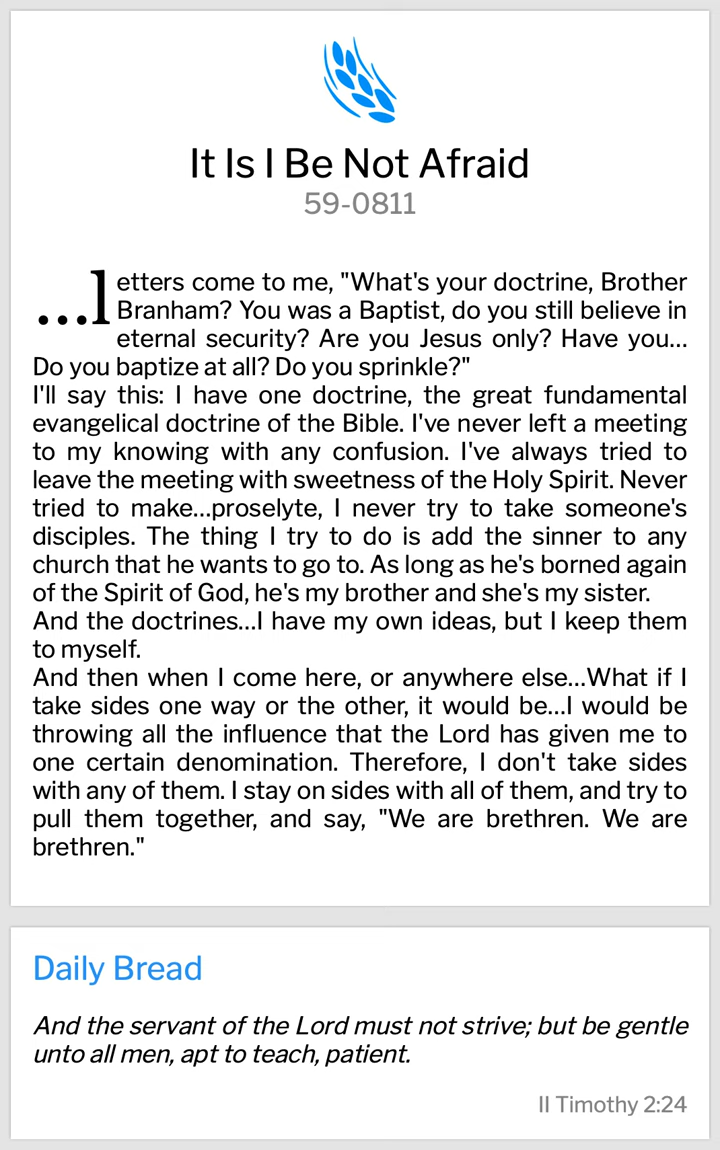 It Is I Be Not Afraid
59-0811
...letters come to me, "What's your doctrine, Brother
Branham? You was a Baptist, do you still believe in
eternal security? Are you Jesus only? Have you...
Do you baptize at all? Do you sprinkle?"
I'll say this: I have one doctrine, the great fundamental
evangelical doctrine of the Bible. I've never left a meeting
to my knowing with any confusion. I've always tried to
leave the meeting with sweetness of the Holy Spirit. Never
tried to make...proselyte, I never try to take someone's
disciples. The thing I try to do is add the sinner to any
church that he wants to go to. As long as he's borned again
of the Spirit of God, he's my brother and she's my sister.
And the doctrines...I have my own ideas, but I keep them
to myself.
And then when I come here, or anywhere else...What if I
take sides one way or the other, it would be...I would be
throwing all the influence that the Lord has given me to
one certain denomination. Therefore, I don't take sides
with any of them. I stay on sides with all of them, and try to
pull them together, and say, "We are brethren. We are
brethren."
Daily Bread
And the servant of the Lord must not strive; but be gentle
unto all men, apt to teach, patient.
II Timothy 2:24